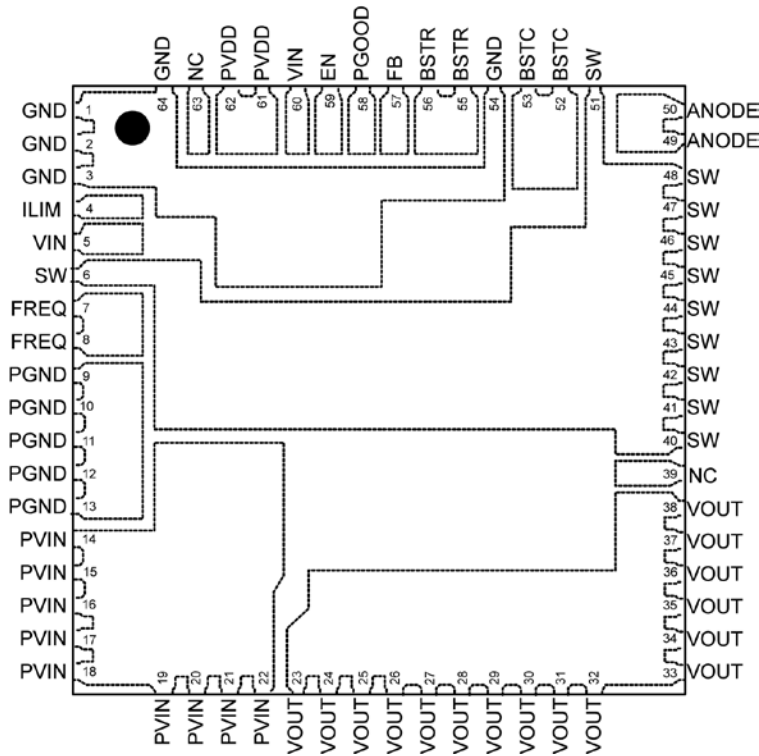 GND NC PVDD PVDD VIN EN PGOOD FB BSTR BSTR GND BSTC BSTC SW
64 63 62 61 60 59 58 57 56 55 54 53 52 51
GND 1 50 ANODE
GND 2 49 ANODE
GND 3 48 SW
ILIM 4 47 SW
VIN 5 46 SW
SW 6 45 SW
FREQ 7 44 SW
FREQ 8 43 SW
PGND 9 42 SW
PGND 10 41 SW
PGND 11 40 SW
PGND 12 39 NC
PGND 13 38 VOUT
PVIN 14 37 VOUT
PVIN 15 36 VOUT
PVIN 16 35 VOUT
PVIN 17 34 VOUT
PVIN 18 33 VOUT
19 20 21 22 23 24 25 26 27 28 29 30 31 32
PVIN PVIN PVIN PVIN VOUT VOUT VOUT VOUT VOUT VOUT VOUT VOUT VOUT VOUT